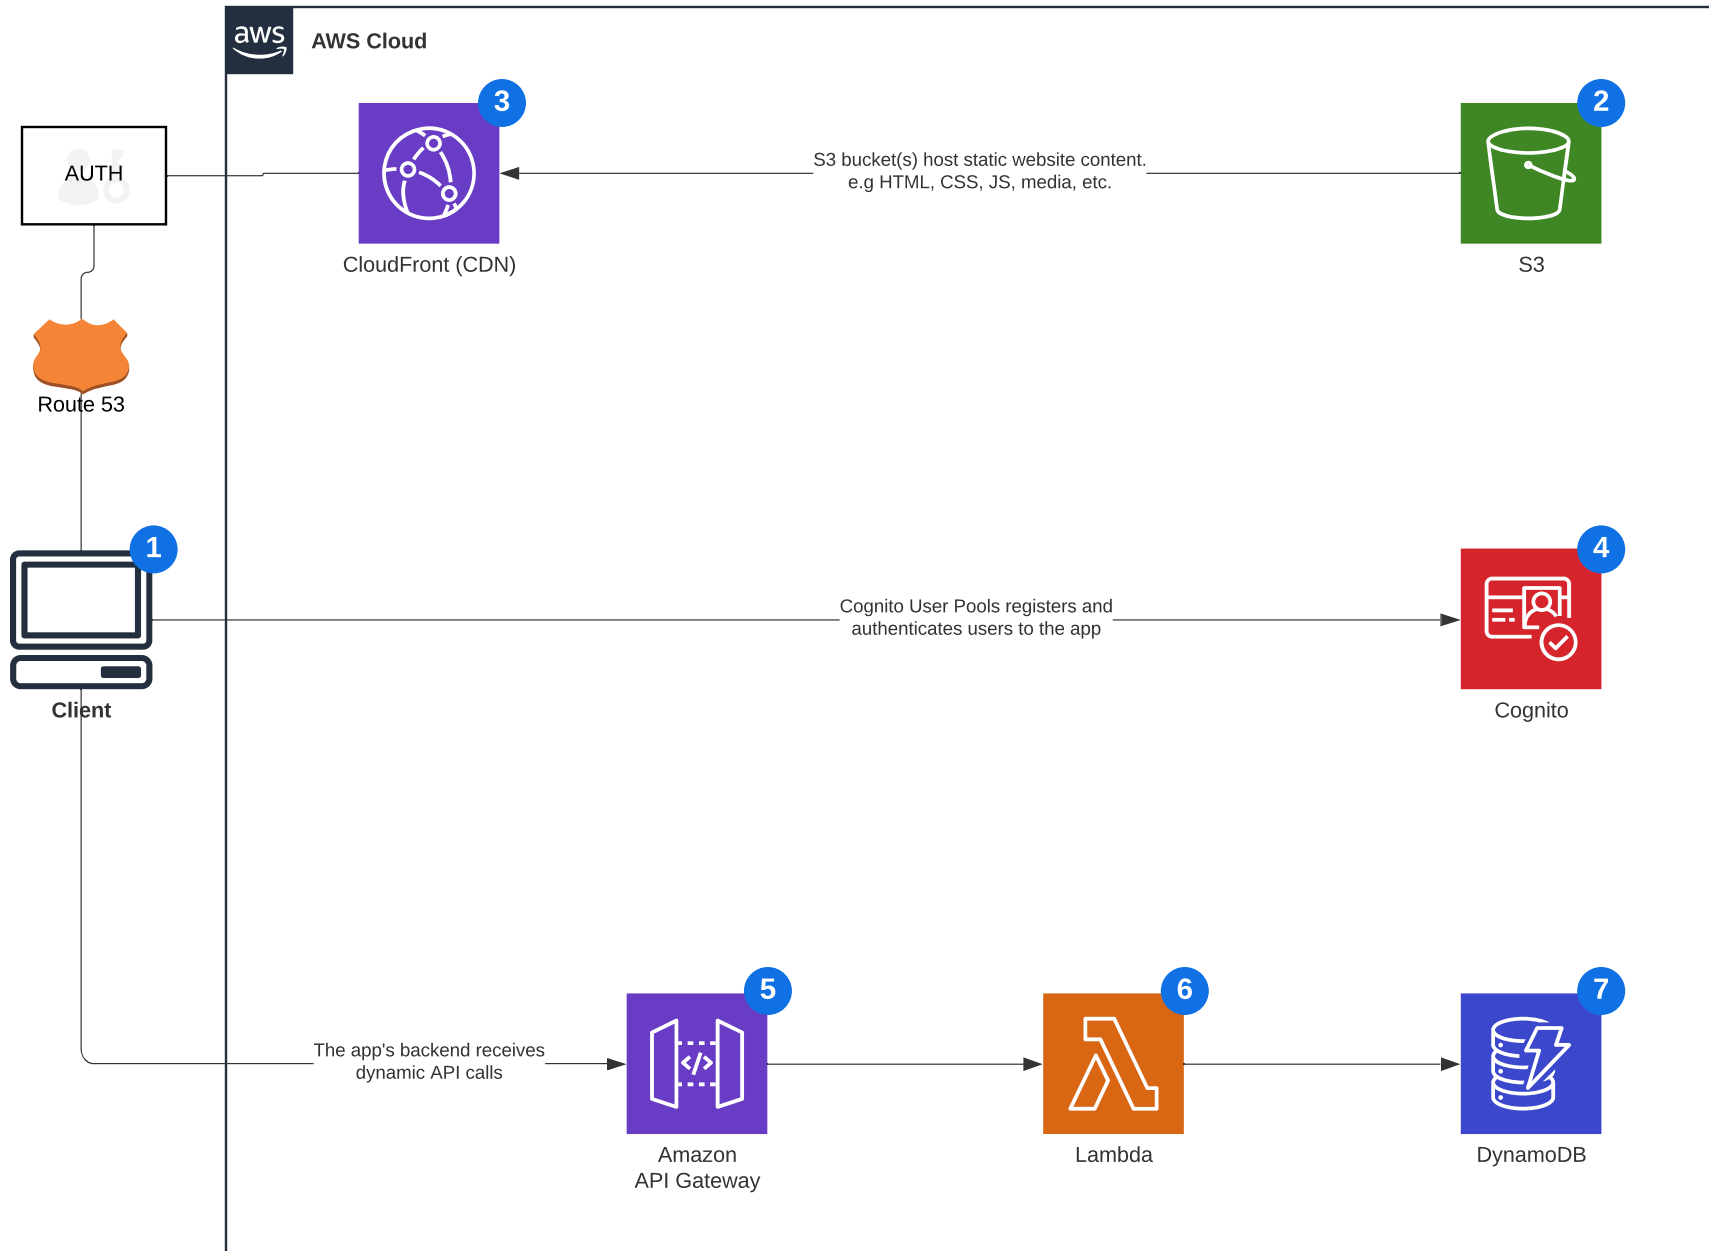 aws
AWS Cloud
3
2
AUTH
S3 bucket(s) host static website content.
e.g HTML, CSS, JS, media, etc.
CloudFront (CDN)
S3
Route 53
1
4
Cognito User Pools registers and
authenticates users to the app
Client
Cognito
5
6
7
The app's backend receives
dynamic API calls
</>
Amazon
API Gateway
Lambda
DynamoDB